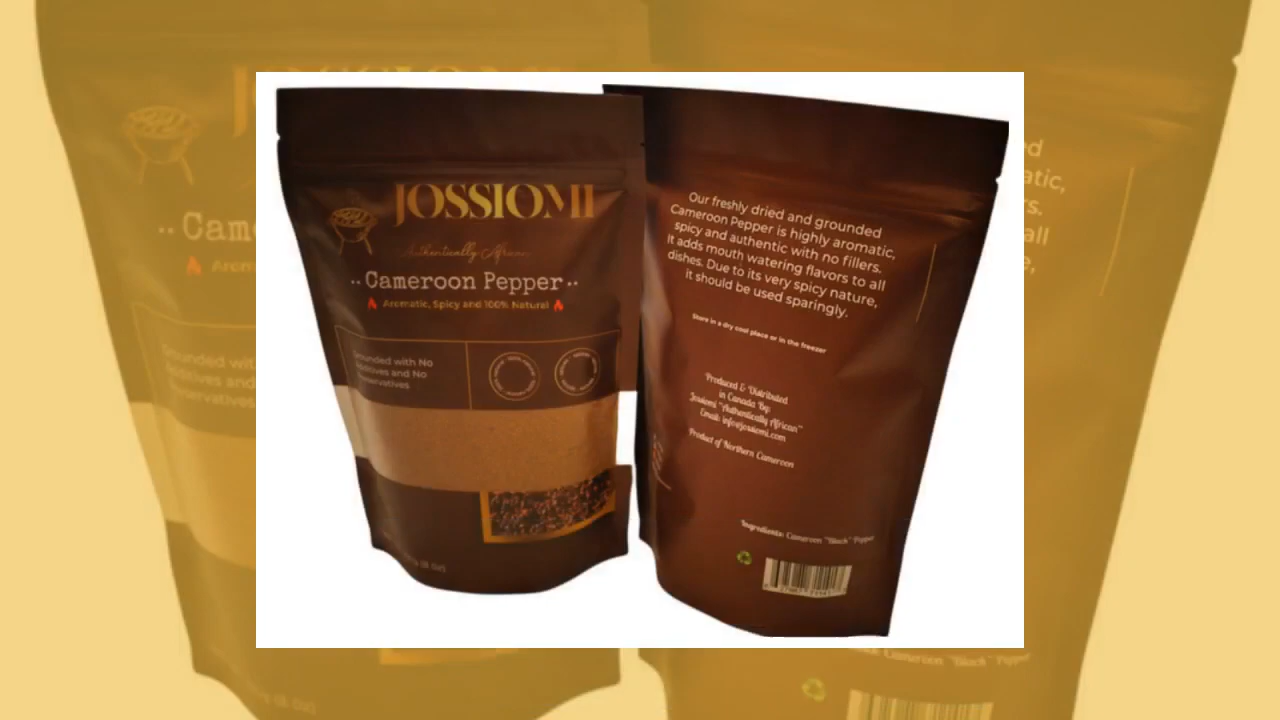 JOSSIOMI
Authentically African
·· Cameroon Pepper ··
Aromatic, Spicy and 100% Natural
Grounded with No
Additives and No
Preservatives
Our freshly dried and grounded
Cameroon Pepper is highly aromatic,
spicy and authentic with no fillers.
It adds mouth watering flavors to all
dishes. Due to its very spicy nature,
it should be used sparingly.
Store in a dry cool place or in the freezer
Produced & Distributed
in Canada By:
Jossiomi "Authentically African"
Email: info@jossiomi.com
Product of Northern Cameroon
Ingredients: Cameroon "Black" Pepper